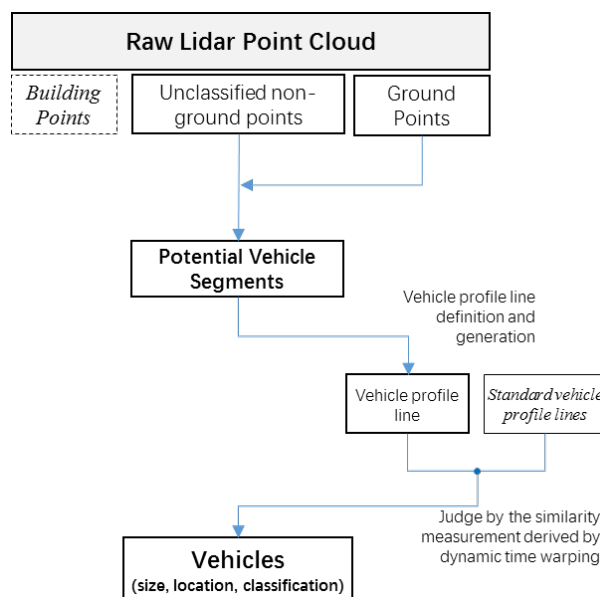 Raw Lidar Point Cloud
Building
Points
Unclassified non-
ground points
Ground
Points
Potential Vehicle
Segments
Vehicle profile line
definition and
generation
Vehicle profile
line
Standard vehicle
profile lines
Judge by the similarity
measurement derived by
dynamic time warping
Vehicles
(size, location, classification)